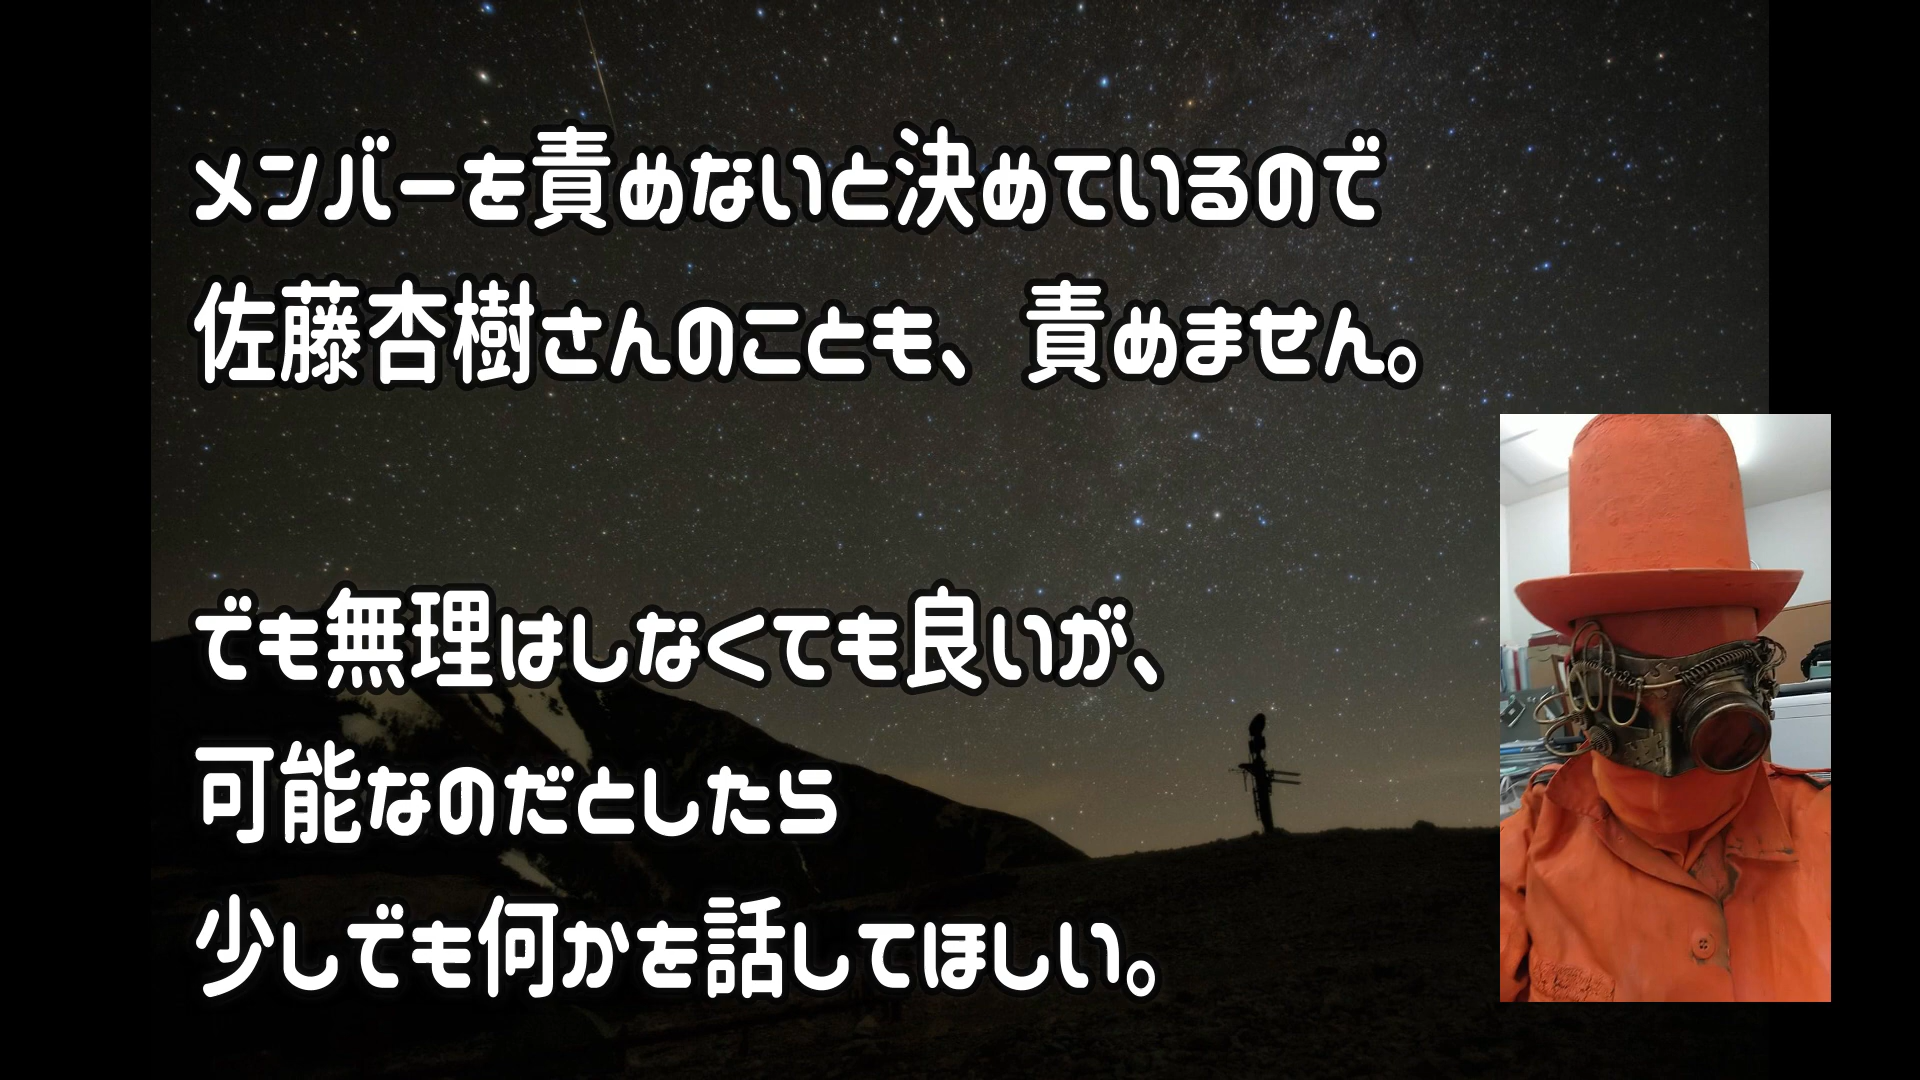 メンバーを責めないと決めているので
佐藤杏樹さんのことも、責めません。
でも無理はしなくても良いが、
可能なのだとしたら
少しでも何かを話してほしい。